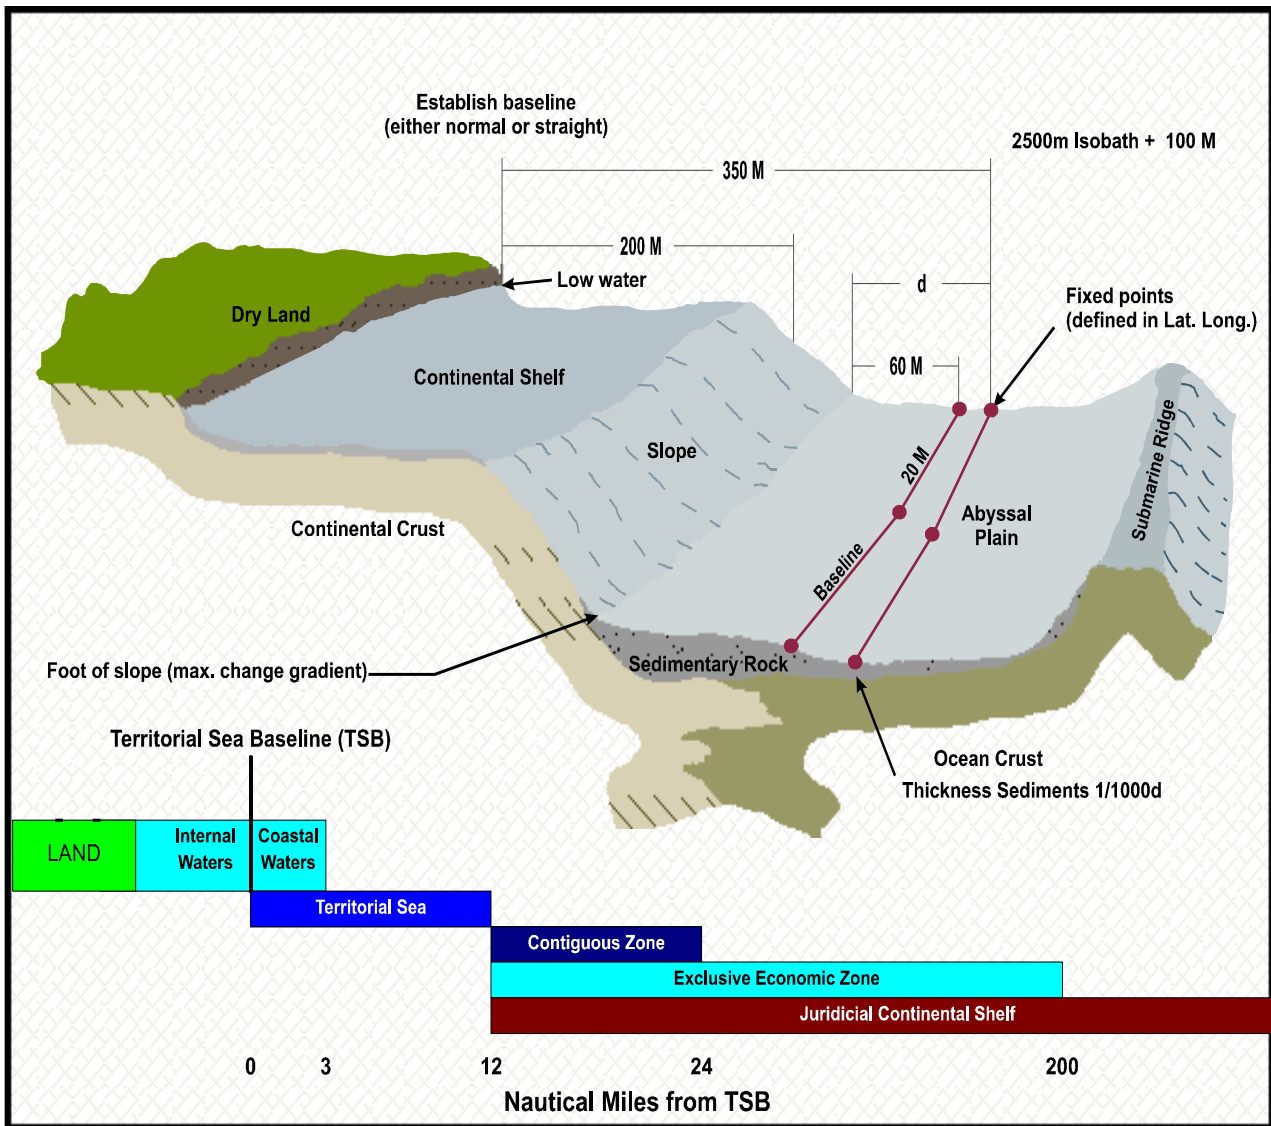 Establish baseline
(either normal or straight)
2500m Isobath + 100 M
350 M
200 M
Low water
d
Fixed points
(defined in Lat. Long.)
Dry Land
60 M
Continental Shelf
Slope
20 M
Submarine Ridge
Abyssal
Plain
Continental Crust
Baseline
Foot of slope (max. change gradient)
Sedimentary Rock
Territorial Sea Baseline (TSB)
Ocean Crust
Thickness Sediments 1/1000d
LAND
Internal
Waters
Coastal
Waters
Territorial Sea
Contiguous Zone
Exclusive Economic Zone
Juridicial Continental Shelf
0 3 12 24 200
Nautical Miles from TSB